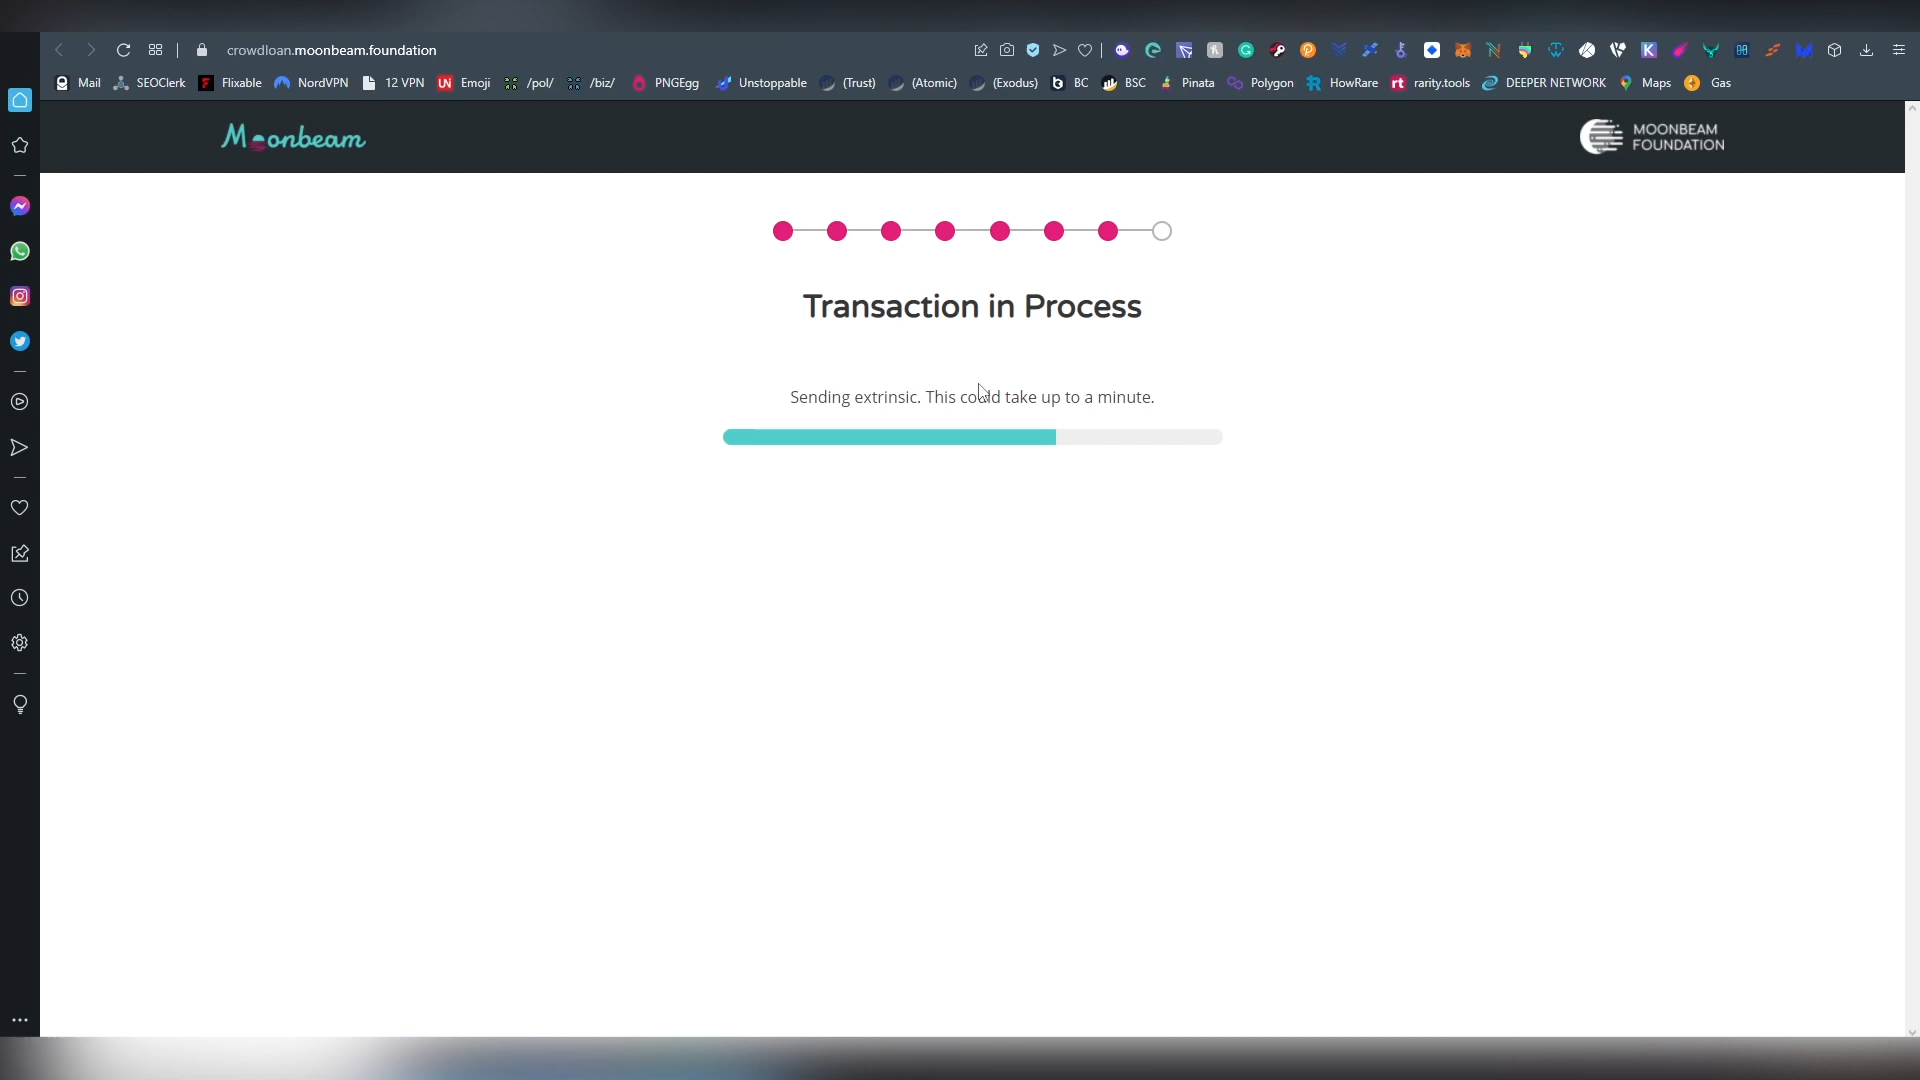 crowdloan.moonbeam.foundation
Mail SEOClerk Flixable NordVPN 12 VPN UN Emoji /pol/ /biz/ PNGEgg Unstoppable (Trust) (Atomic) (Exodus) BC BSC Pinata Polygon HowRare rt rarity.tools DEEPER NETWORK Maps Gas
Moonbeam
MOONBEAM
FOUNDATION
Transaction in Process
Sending extrinsic. This could take up to a minute.